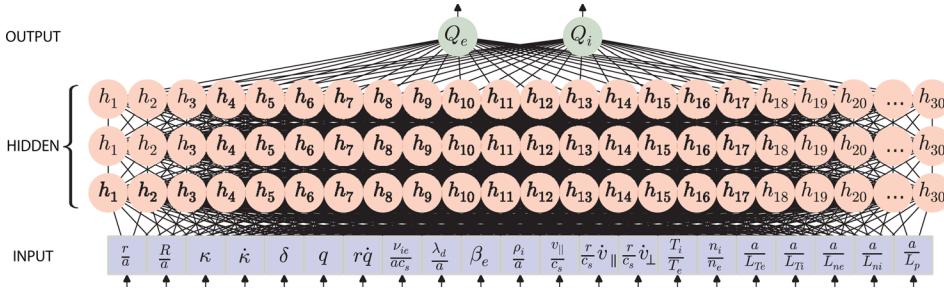 OUTPUT Q_e Q_i
h_1 h_2 h_3 h_4 h_5 h_6 h_7 h_8 h_9 h_10 h_11 h_12 h_13 h_14 h_15 h_16 h_17 h_18 h_19 h_20 ... h_30
HIDDEN h_1 h_2 h_3 h_4 h_5 h_6 h_7 h_8 h_9 h_10 h_11 h_12 h_13 h_14 h_15 h_16 h_17 h_18 h_19 h_20 ... h_30
h_1 h_2 h_3 h_4 h_5 h_6 h_7 h_8 h_9 h_10 h_11 h_12 h_13 h_14 h_15 h_16 h_17 h_18 h_19 h_20 ... h_30
INPUT r/a R/a κ κ̇ δ q rq̇ ν_ie/ac_s λ_d/a β_e ρ_i/a v_∥/c_s r/c_s v̇_∥ r/c_s v̇_⊥ T_i/T_e n_i/n_e a/L_Te a/L_Ti a/L_ne a/L_ni a/L_p